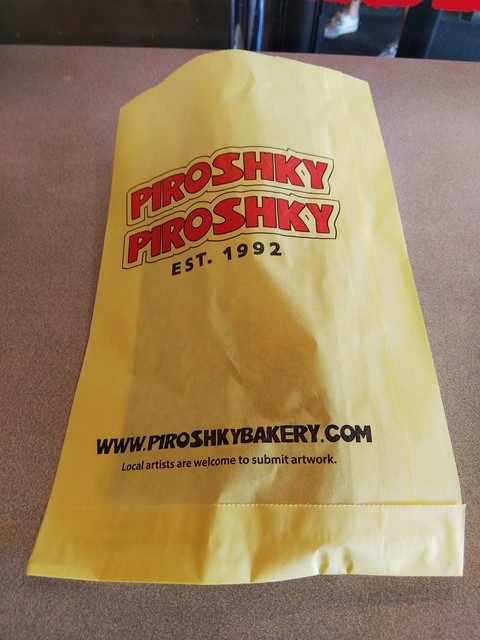 PIROSHKY
PIROSHKY
EST. 1992
WWW.PIROSHKYBAKERY.COM
Local artists are welcome to submit artwork.